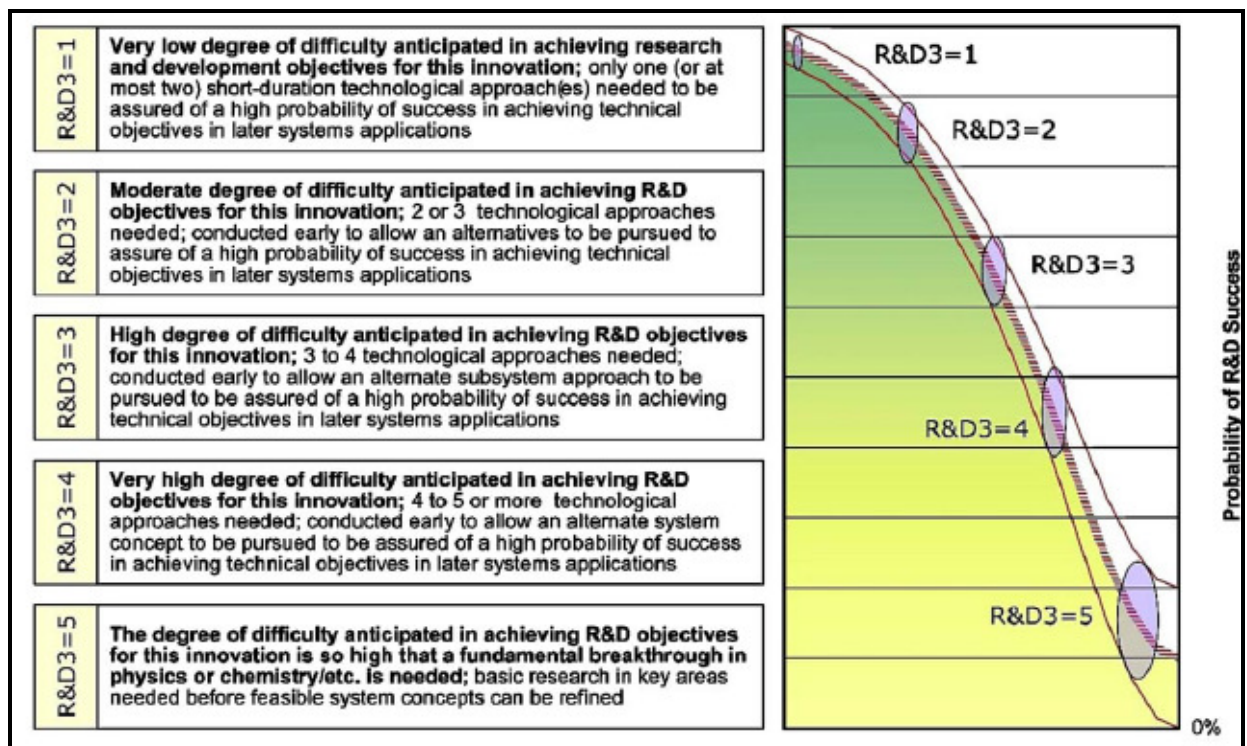 R&D3=1
Very low degree of difficulty anticipated in achieving research
and development objectives for this innovation; only one (or at
most two) short-duration technological approach(es) needed to be
assured of a high probability of success in achieving technical
objectives in later systems applications
R&D3=2
Moderate degree of difficulty anticipated in achieving R&D
objectives for this innovation; 2 or 3 technological approaches
needed; conducted early to allow an alternatives to be pursued to
assure of a high probability of success in achieving technical
objectives in later systems applications
R&D3=3
High degree of difficulty anticipated in achieving R&D objectives
for this innovation; 3 to 4 technological approaches needed;
conducted early to allow an alternate subsystem approach to be
pursued to be assured of a high probability of success in achieving
technical objectives in later systems applications
R&D3=4
Very high degree of difficulty anticipated in achieving R&D
objectives for this innovation; 4 to 5 or more technological
approaches needed; conducted early to allow an alternate system
concept to be pursued to be assured of a high probability of success
in achieving technical objectives in later systems applications
R&D3=5
The degree of difficulty anticipated in achieving R&D objectives
for this innovation is so high that a fundamental breakthrough in
physics or chemistry/etc. is needed; basic research in key areas
needed before feasible system concepts can be refined
R&D3=1
R&D3=2
R&D3=3
R&D3=4
R&D3=5
Probability of R&D Success
0%